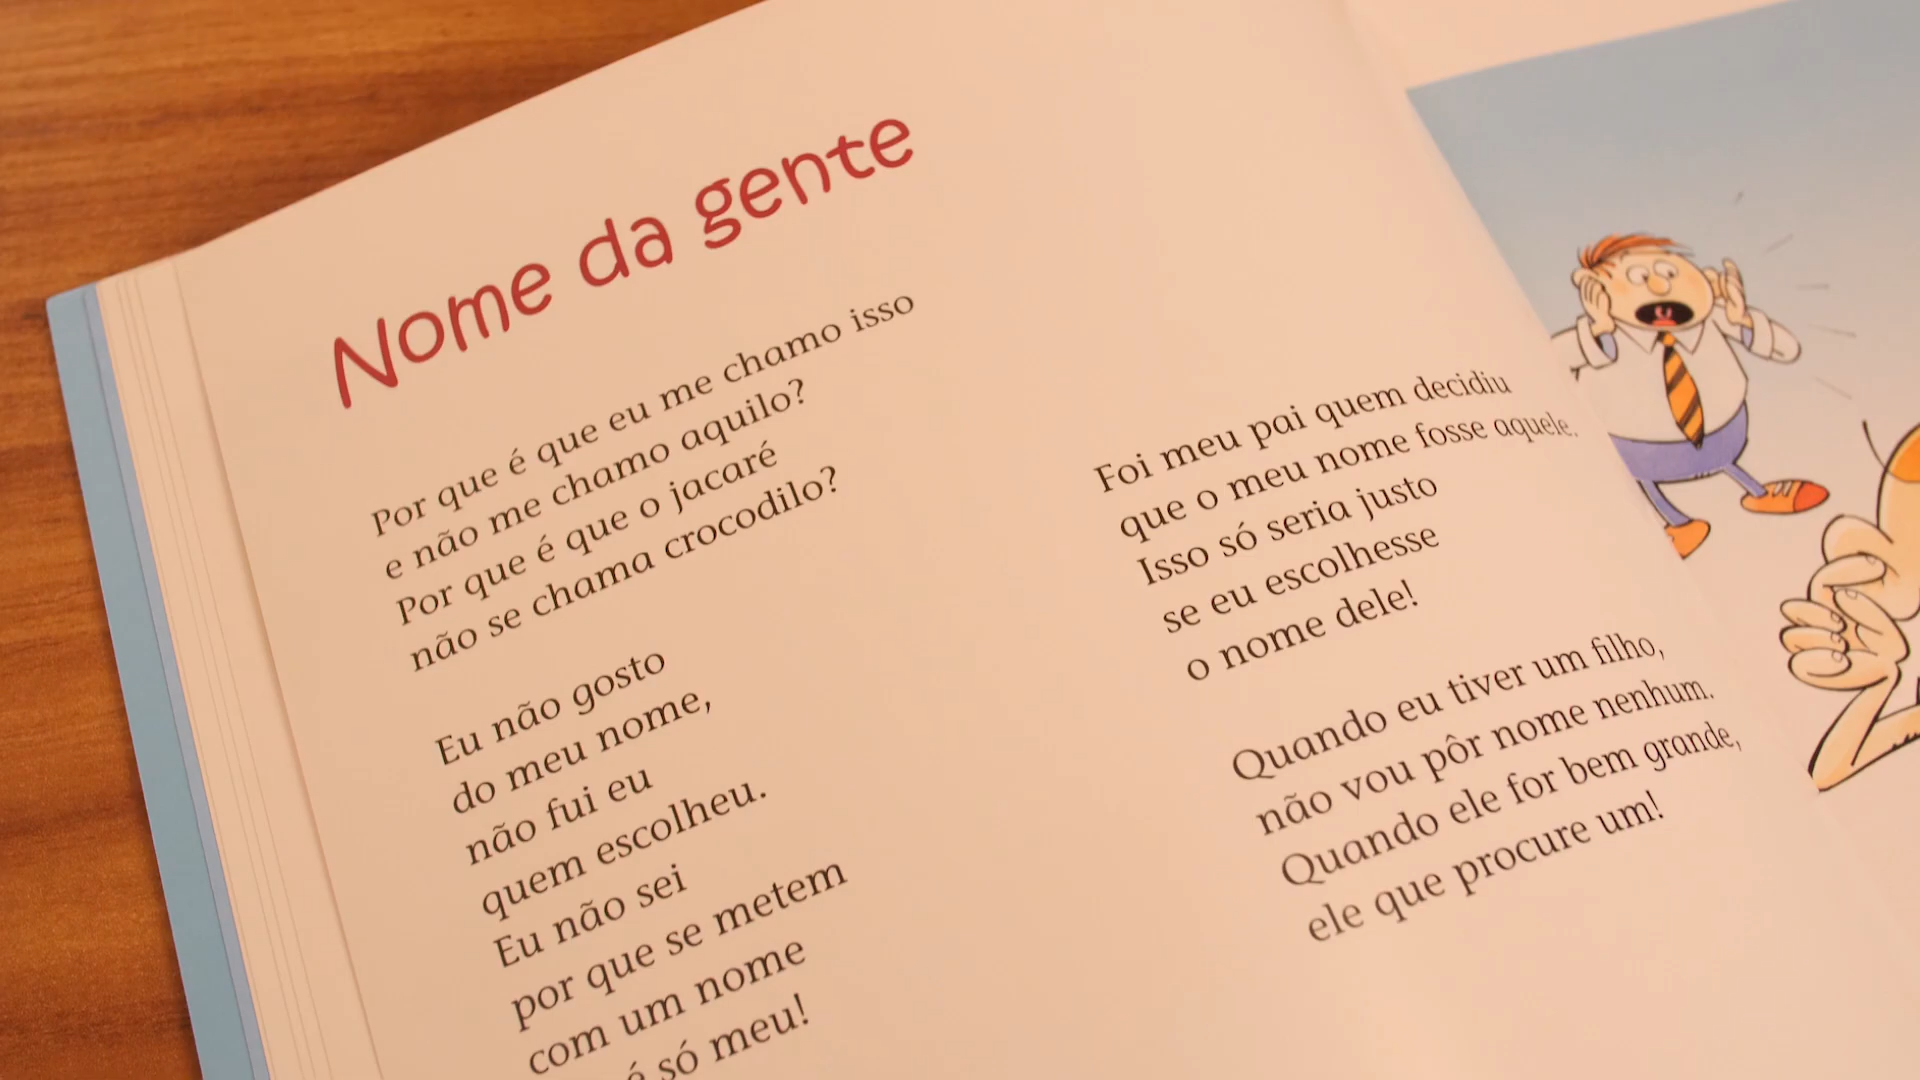 Nome da gente
Por que é que eu me chamo isso
e não me chamo aquilo?
Por que é que o jacaré
não se chama crocodilo?
Eu não gosto
do meu nome,
não fui eu
quem escolheu.
Eu não sei
por que se metem
com um nome
é só meu!
Foi meu pai quem decidiu
que o meu nome fosse aquele.
Isso só seria justo
se eu escolhesse
o nome dele!
Quando eu tiver um filho,
não vou pôr nome nenhum.
Quando ele for bem grande,
ele que procure um!